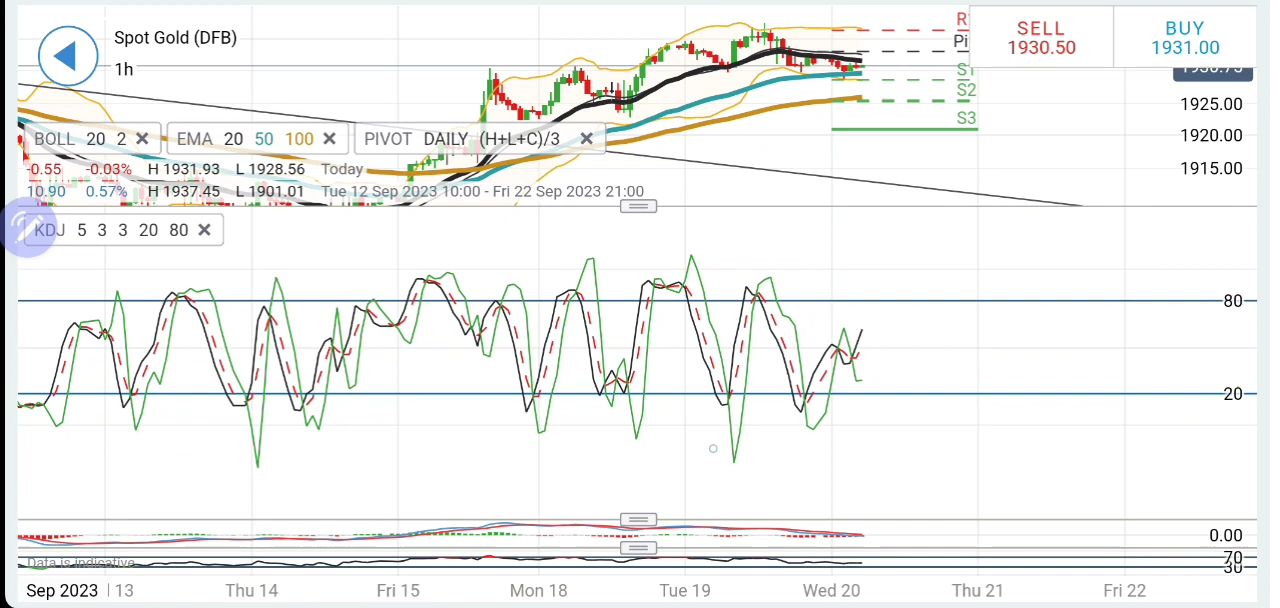 Spot Gold (DFB)
1h
SELL
1930.50
BUY
1931.00
S1
S2
S3
1925.00
1920.00
1915.00
BOLL 20 2
EMA 20 50 100
PIVOT DAILY (H+L+C)/3
-0.55 -0.03% H 1931.93 L 1928.56 Today
10.90 0.57% H 1937.45 L 1901.01 Tue 12 Sep 2023 10:00 - Fri 22 Sep 2023 21:00
KDJ 5 3 3 20 80
80
20
0.00
70
30
Data is indicative
Sep 2023 13 Thu 14 Fri 15 Mon 18 Tue 19 Wed 20 Thu 21 Fri 22